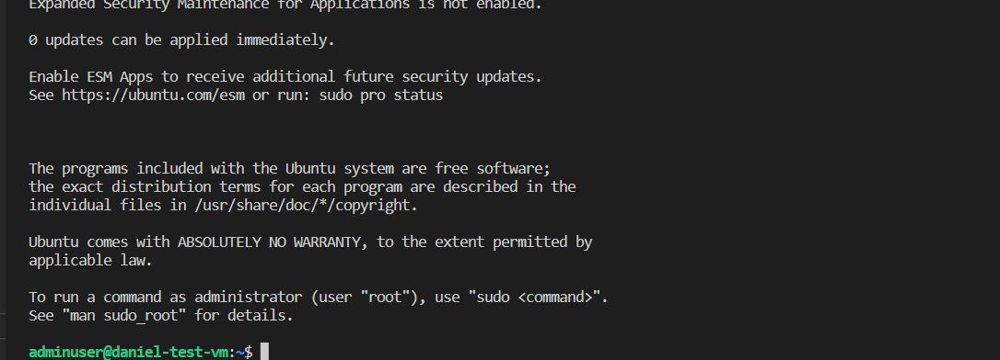 Expanded Security Maintenance for Applications is not enabled.
0 updates can be applied immediately.
Enable ESM Apps to receive additional future security updates.
See https://ubuntu.com/esm or run: sudo pro status
The programs included with the Ubuntu system are free software;
the exact distribution terms for each program are described in the
individual files in /usr/share/doc/*/copyright.
Ubuntu comes with ABSOLUTELY NO WARRANTY, to the extent permitted by
applicable law.
To run a command as administrator (user "root"), use "sudo <command>".
See "man sudo_root" for details.
adminuser@daniel-test-vm:~$